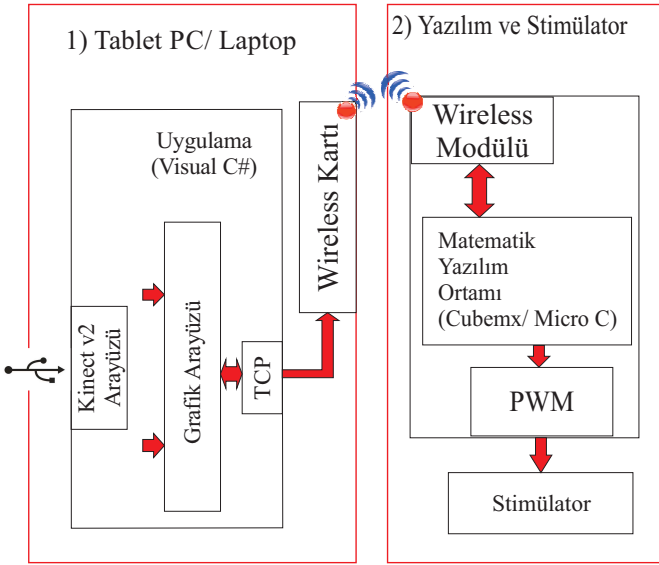 1) Tablet PC/ Laptop
Uygulama
(Visual C#)
Kinect v2
Arayüzü
Grafik Arayüzü
TCP
Wireless Kartı
2) Yazılım ve Stimülator
Wireless
Modülü
Matematik
Yazılım
Ortamı
(Cubemx/ Micro C)
PWM
Stimülator